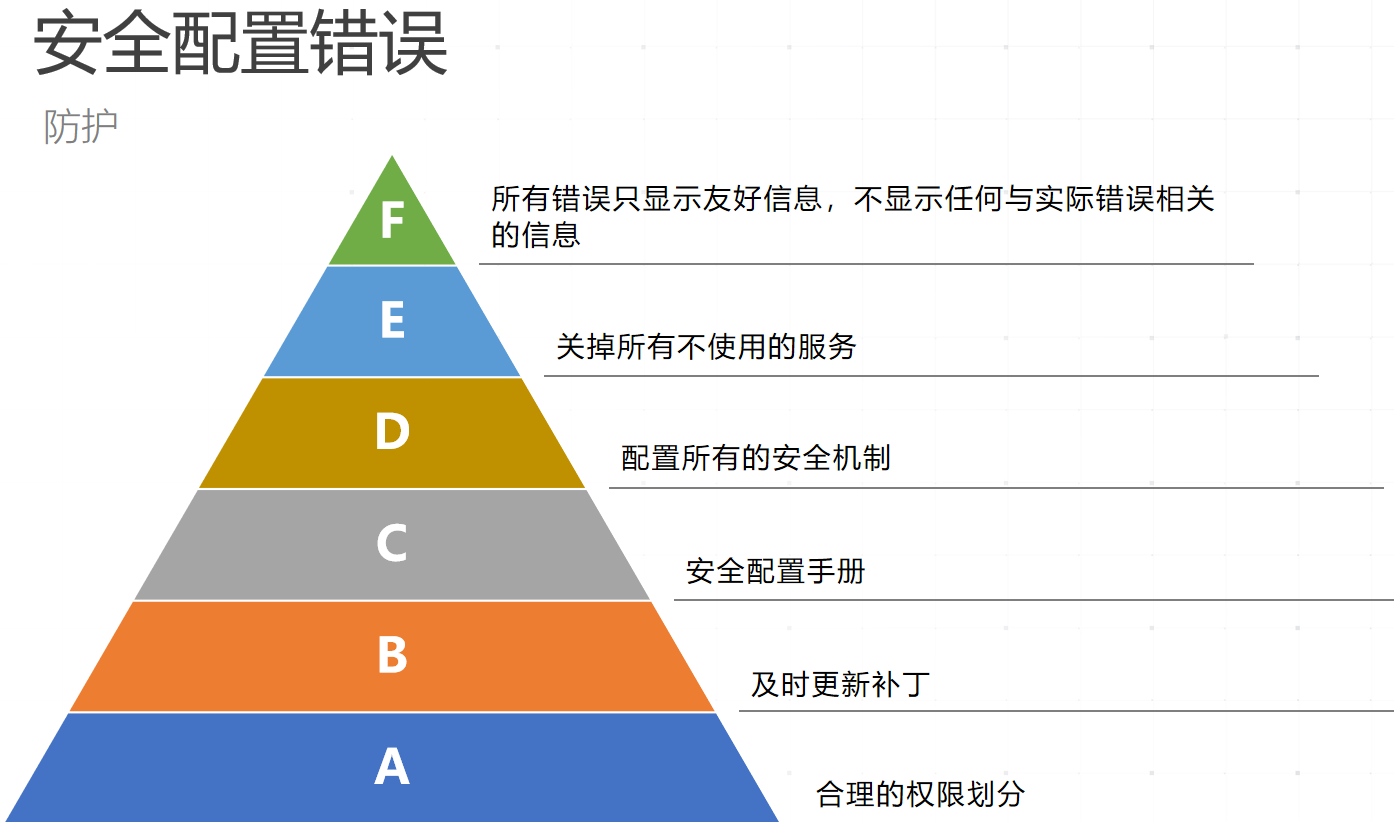 安全配置错误
防护
F
所有错误只显示友好信息，不显示任何与实际错误相关
的信息
E
关掉所有不使用的服务
D
配置所有的安全机制
C
安全配置手册
B
及时更新补丁
A
合理的权限划分